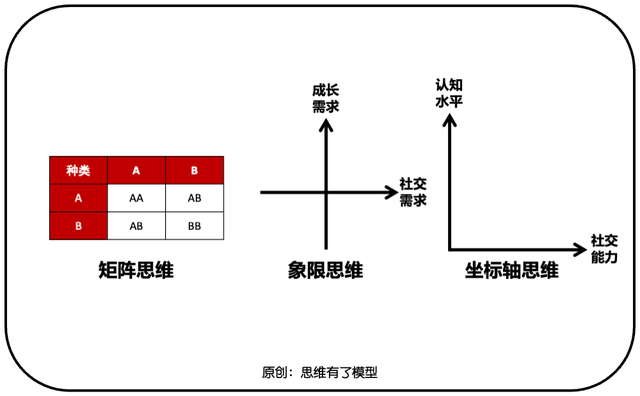 种类 A B
A AA AB
B AB BB
矩阵思维
成长
需求
社交
需求
象限思维
认知
水平
社交
能力
坐标轴思维
原创：思维有了模型